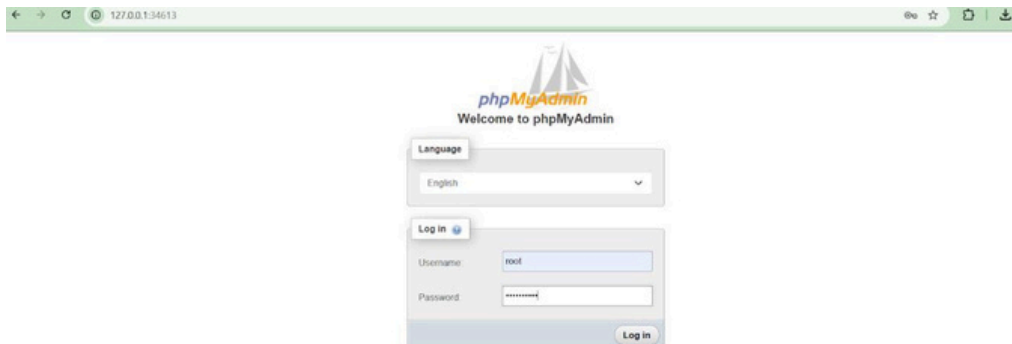 127.0.0.1:34613
phpMyAdmin
Welcome to phpMyAdmin
Language
English
Log in
Username:
root
Password:
Log in